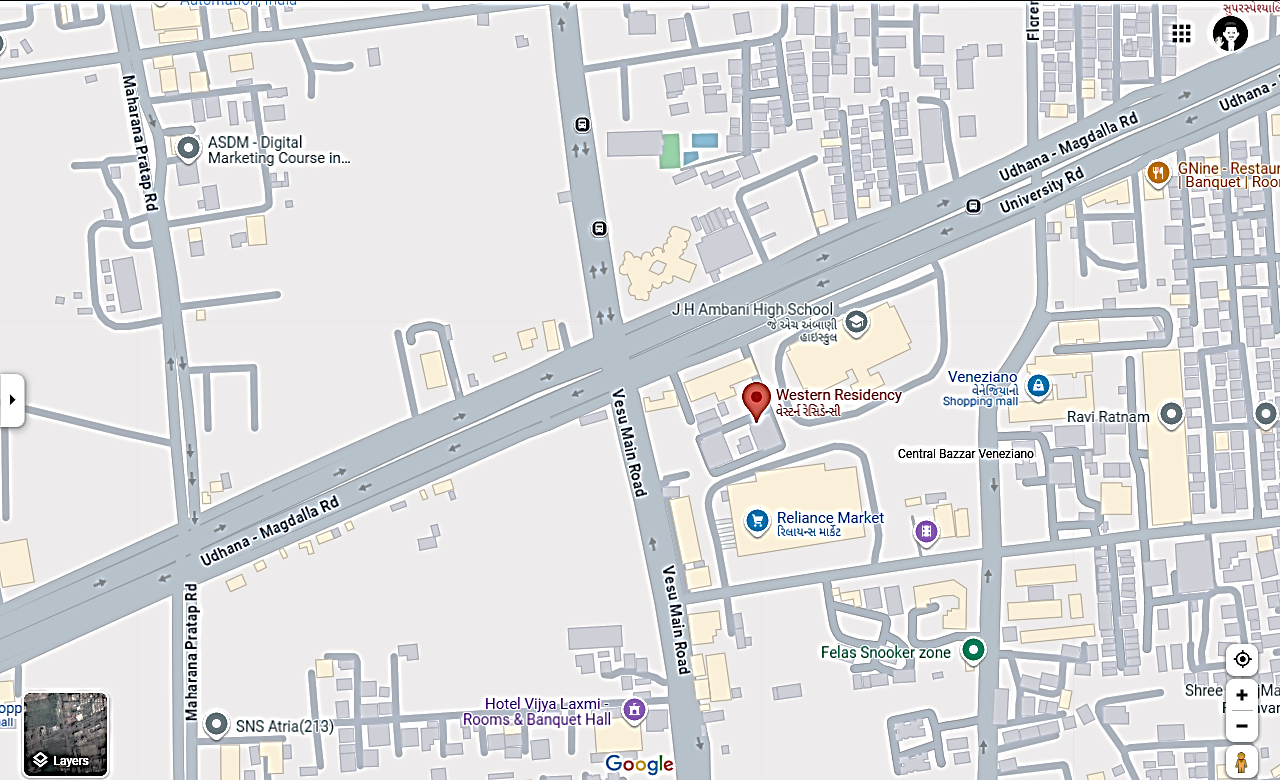 Automation, India
સુપરસ્પેશ્યાલિ
Floren
Maharana Pratap Rd
ASDM - Digital
Marketing Course in...
Udhana - Magdalla Rd
University Rd
Udhana -
GNine - Restaur
| Banquet | Roo
J H Ambani High School
જે એચ અંબાણી
હાઇસ્કુલ
Western Residency
વેસ્ટર્ન રેસિડેન્સી
Veneziano
વેનેજિયાનો
Shopping mall
Ravi Ratnam
Central Bazzar Veneziano
Vesu Main Road
Reliance Market
રિલાયન્સ માર્કેટ
Udhana - Magdalla Rd
Vesu Main Road
Maharana Pratap Rd
Felas Snooker zone
Hotel Vijya Laxmi -
Rooms & Banquet Hall
SNS Atria(213)
Shree
Layers
Google